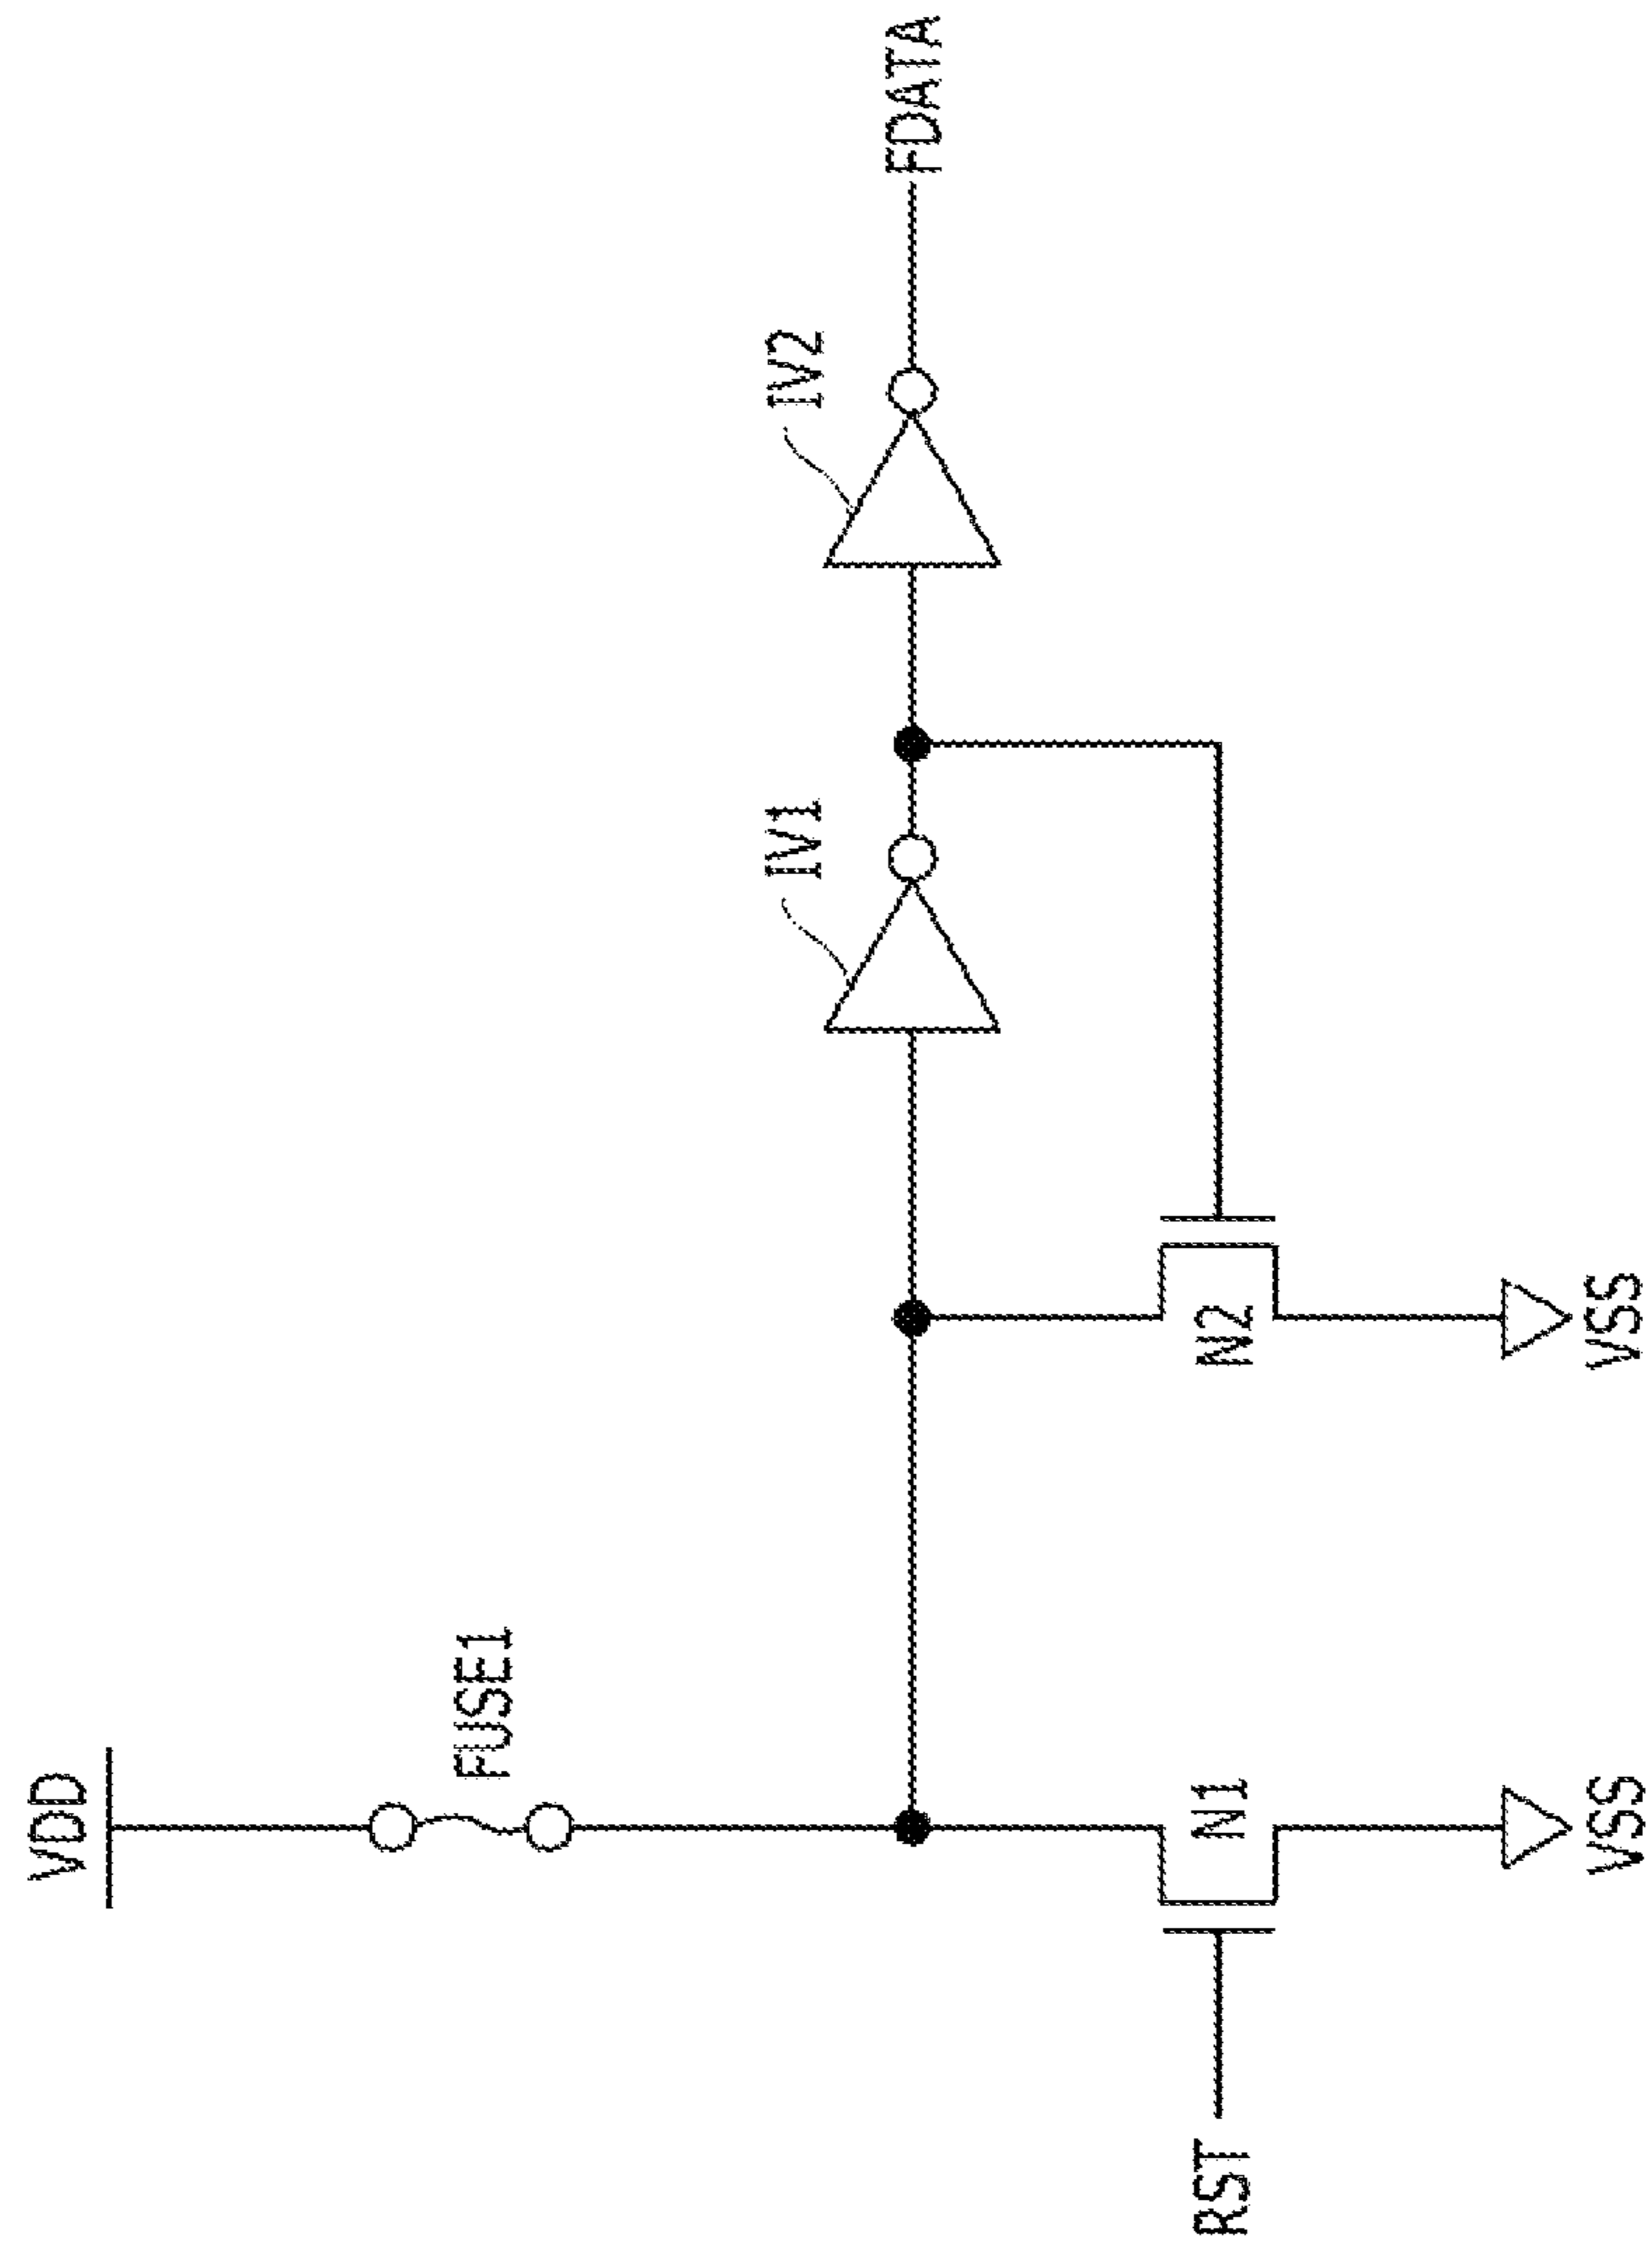 VDD
FUSE1
IV1
IV2
FDATA
RST
N1
N2
VSS
VSS